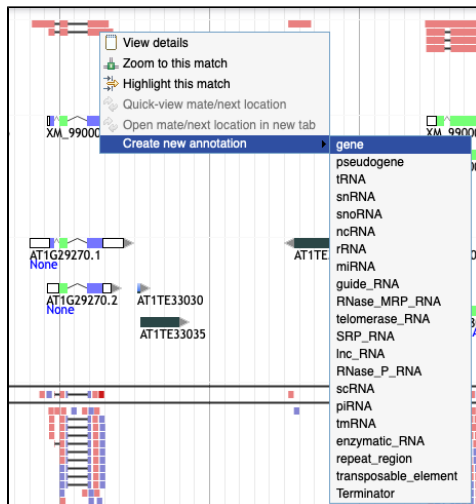 View details
Zoom to this match
Highlight this match
Quick-view mate/next location
Open mate/next location in new tab
Create new annotation
gene
pseudogene
tRNA
snRNA
snoRNA
ncRNA
rRNA
miRNA
guide_RNA
RNase_MRP_RNA
telomerase_RNA
SRP_RNA
lnc_RNA
RNase_P_RNA
scRNA
piRNA
tmRNA
enzymatic_RNA
repeat_region
transposable_element
Terminator
XM_99000
XM_9900
AT1G29270.1
None
AT1TE
AT1G29270.2
None
AT1TE33030
AT1TE33035